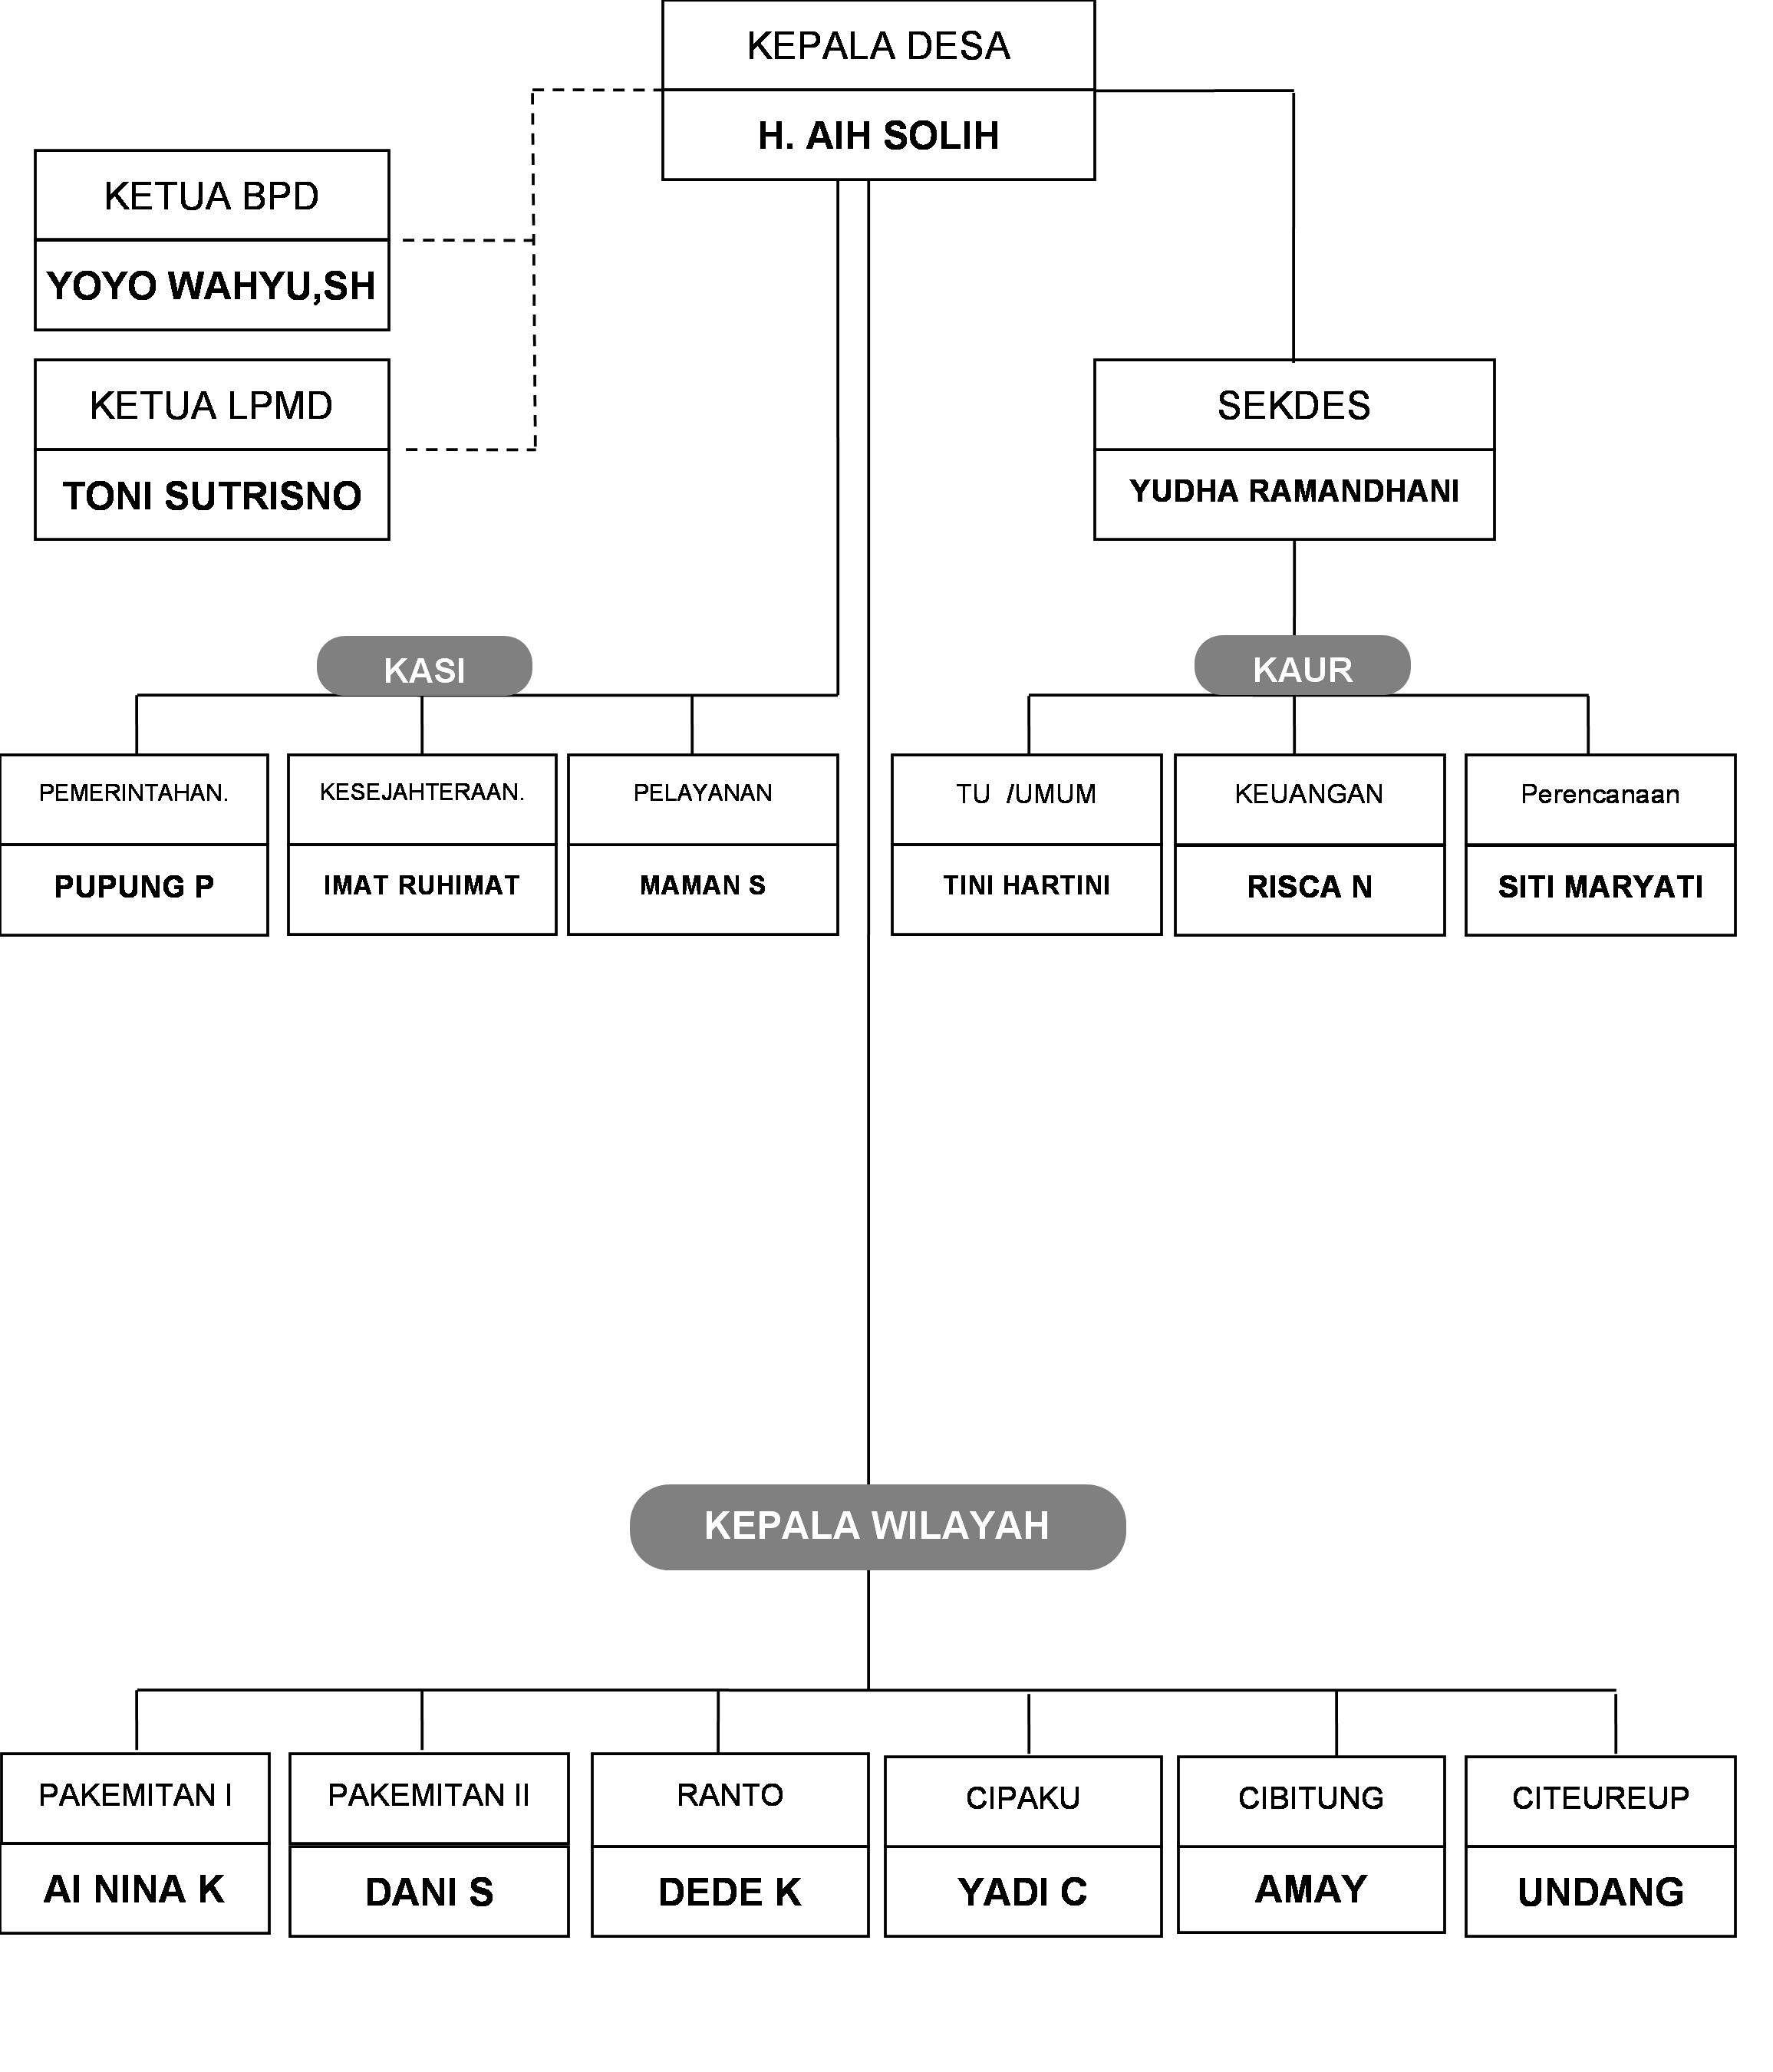 KEPALA DESA
H. AIH SOLIH
KETUA BPD
YOYO WAHYU,SH
KETUA LPMD
TONI SUTRISNO
SEKDES
YUDHA RAMANDHANI
KASI
PEMERINTAHAN.
PUPUNG P
KESEJAHTERAAN.
IMAT RUHIMAT
PELAYANAN
MAMAN S
KAUR
TU /UMUM
TINI HARTINI
KEUANGAN
RISCA N
Perencanaan
SITI MARYATI
KEPALA WILAYAH
PAKEMITAN I
AI NINA K
PAKEMITAN II
DANI S
RANTO
DEDE K
CIPAKU
YADI C
CIBITUNG
AMAY
CITEUREUP
UNDANG